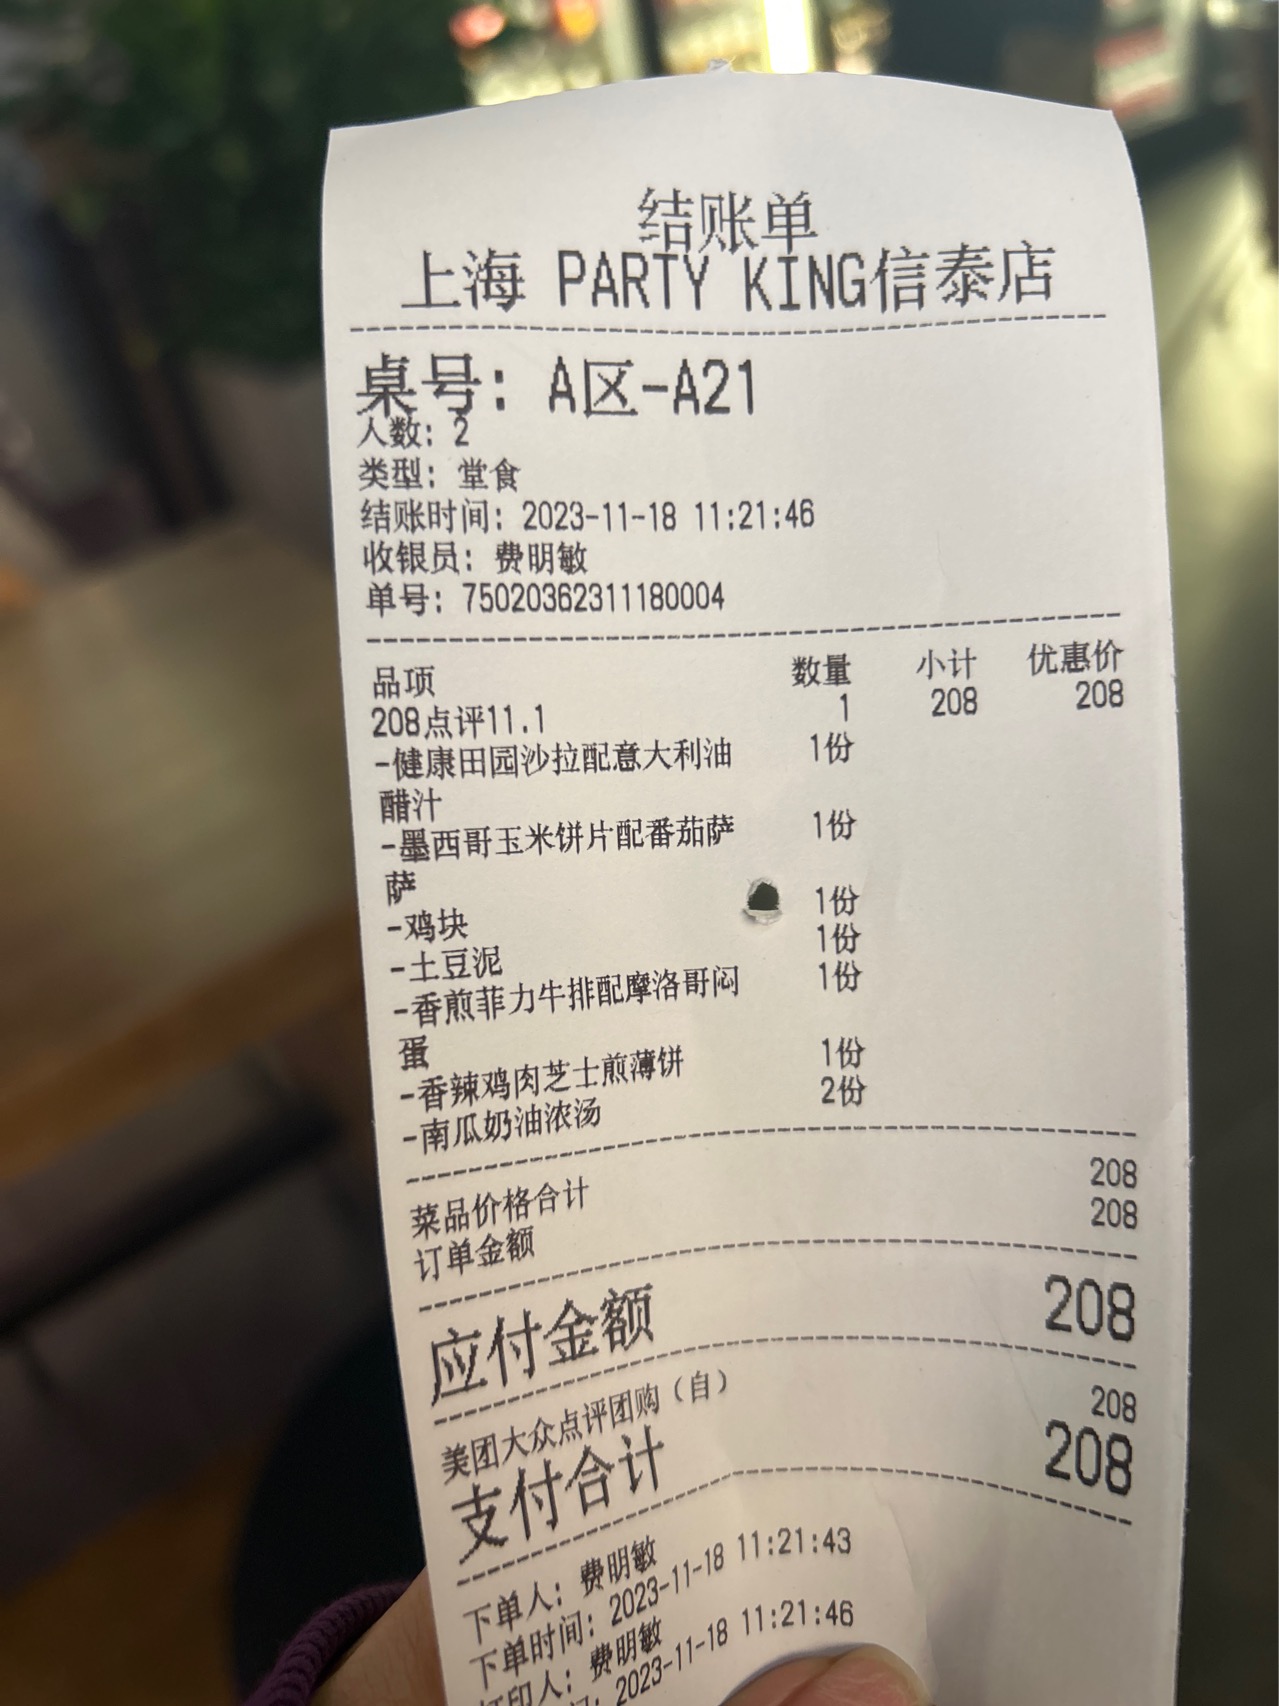 结账单
上海 PARTY KING信泰店
桌号: A区-A21
人数: 2
类型: 堂食
结账时间: 2023-11-18 11:21:46
收银员: 费明敏
单号: 75020362311180004
品项 数量 小计 优惠价
208点评11.1 1 208 208
-健康田园沙拉配意大利油 1份
醋汁
-墨西哥玉米饼片配番茄萨 1份
萨
-鸡块 1份
-土豆泥 1份
-香煎菲力牛排配摩洛哥闷 1份
蛋
-香辣鸡肉芝士煎薄饼 1份
-南瓜奶油浓汤 2份
菜品价格合计 208
订单金额 208
应付金额 208
美团大众点评团购（自） 208
支付合计 208
下单人: 费明敏
下单时间: 2023-11-18 11:21:43
打印人: 费明敏
间: 2023-11-18 11:21:46